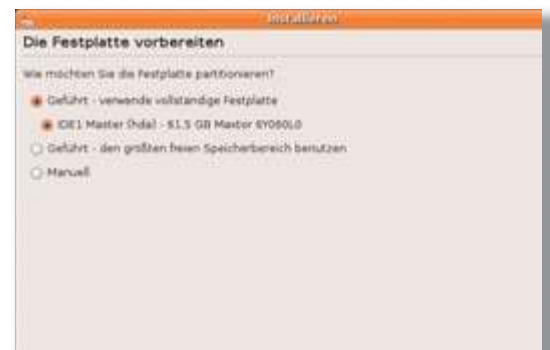 Installieren
Die Festplatte vorbereiten
Wie möchten Sie die Festplatte partitionieren?
Geführt - verwende vollständige Festplatte
IDE1 Master (hda) - 61.5 GB Maxtor 6Y060L0
Geführt - den größten freien Speicherbereich benutzen
Manuell